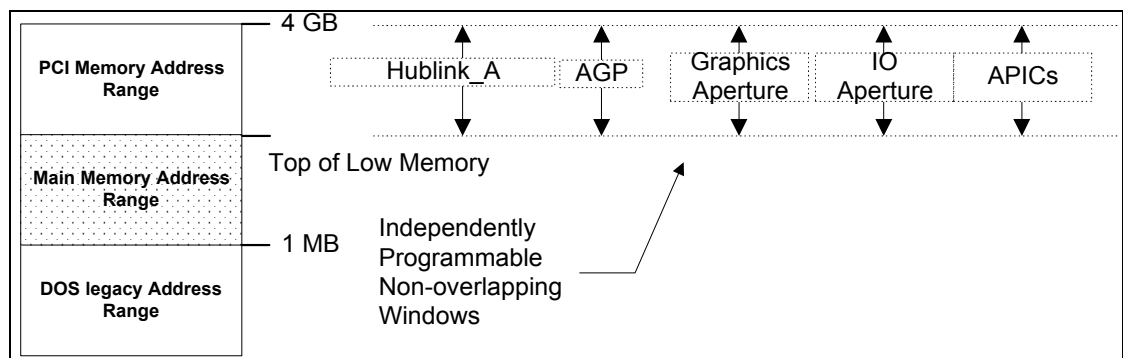 4 GB
PCI Memory Address
Range
Hublink_A
AGP
Graphics
Aperture
IO
Aperture
APICs
Top of Low Memory
Main Memory Address
Range
1 MB
Independently
Programmable
Non-overlapping
Windows
DOS legacy Address
Range